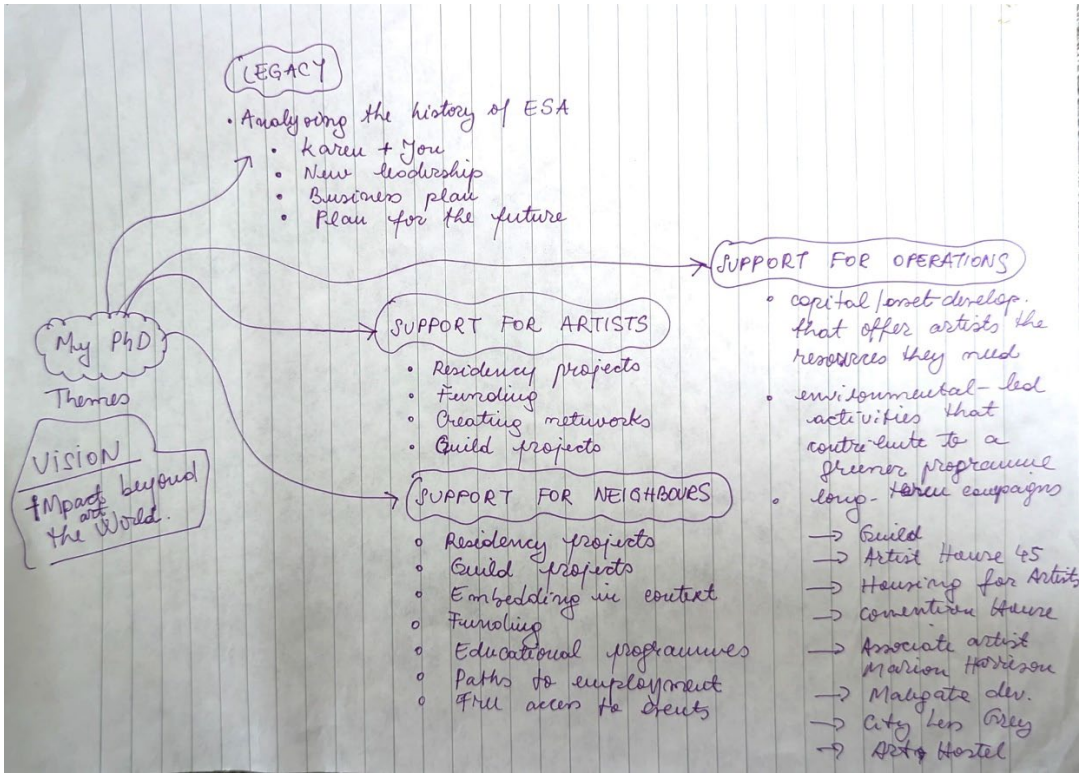 LEGACY
• Analysing the history of ESA
• Karen + Jon
• New leadership
• Business plan
• Plan for the future
My PhD
Themes
VISION
Impact beyond
art
the World.
SUPPORT FOR ARTISTS
• Residency projects
• Funding
• Creating networks
• Guild projects
SUPPORT FOR NEIGHBOURS
• Residency projects
• Guild projects
• Embedding in context
• Funding
• Educational programmes
• Paths to employment
• Free access to events
SUPPORT FOR OPERATIONS
• capital/asset develop.
that offer artists the
resources they need
• environmental-led
activities that
contribute to a
greener programme
• long-term campaigns
→ Guild
→ Artist House 45
→ Housing for Artists
→ Convention House
→ Associate artist
Marion Harrison
→ Mabgate dev.
→ City Less Grey
→ Art Hostel